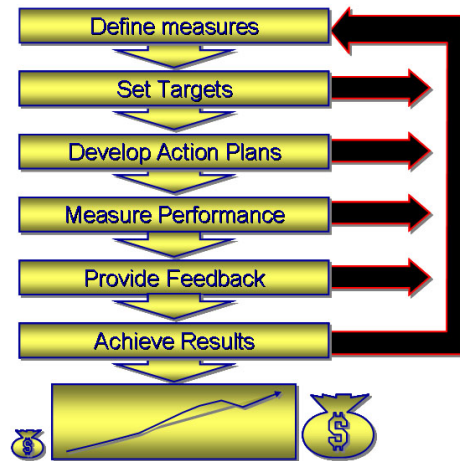 Define measures
Set Targets
Develop Action Plans
Measure Performance
Provide Feedback
Achieve Results
$
$